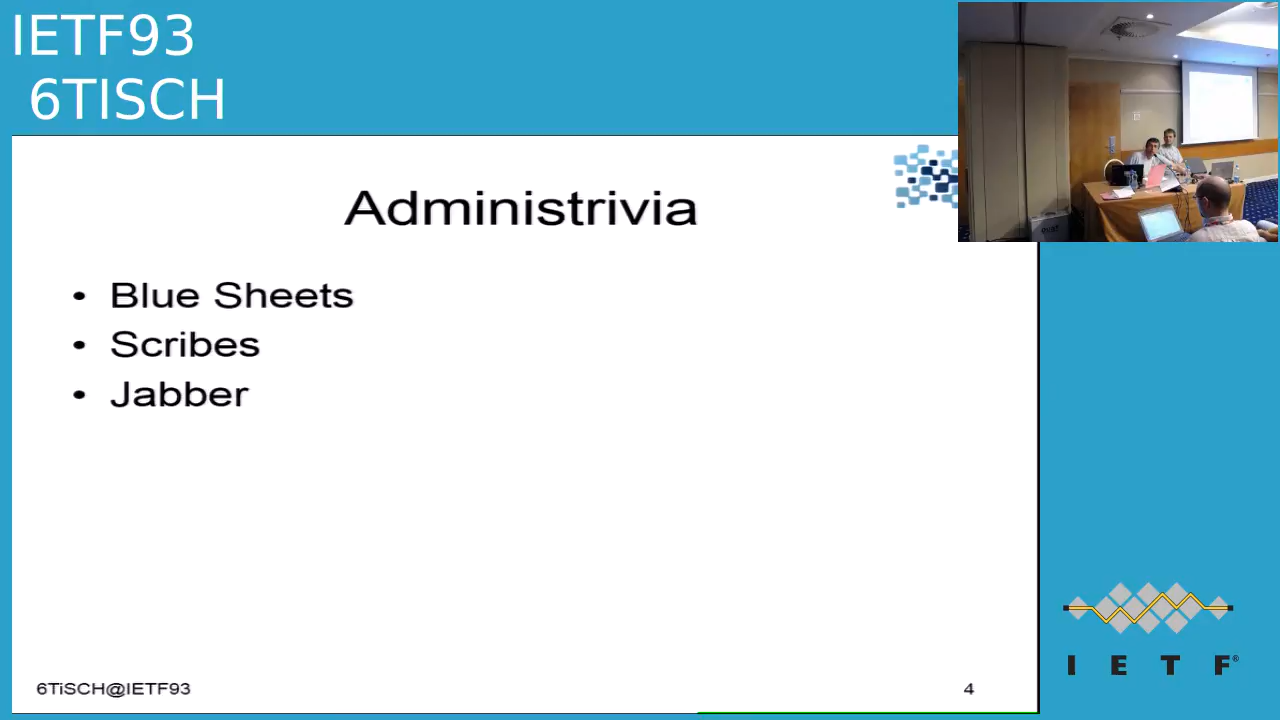 IETF93
6TISCH
Administrivia
• Blue Sheets
• Scribes
• Jabber
6TiSCH@IETF93
4
I E T F®